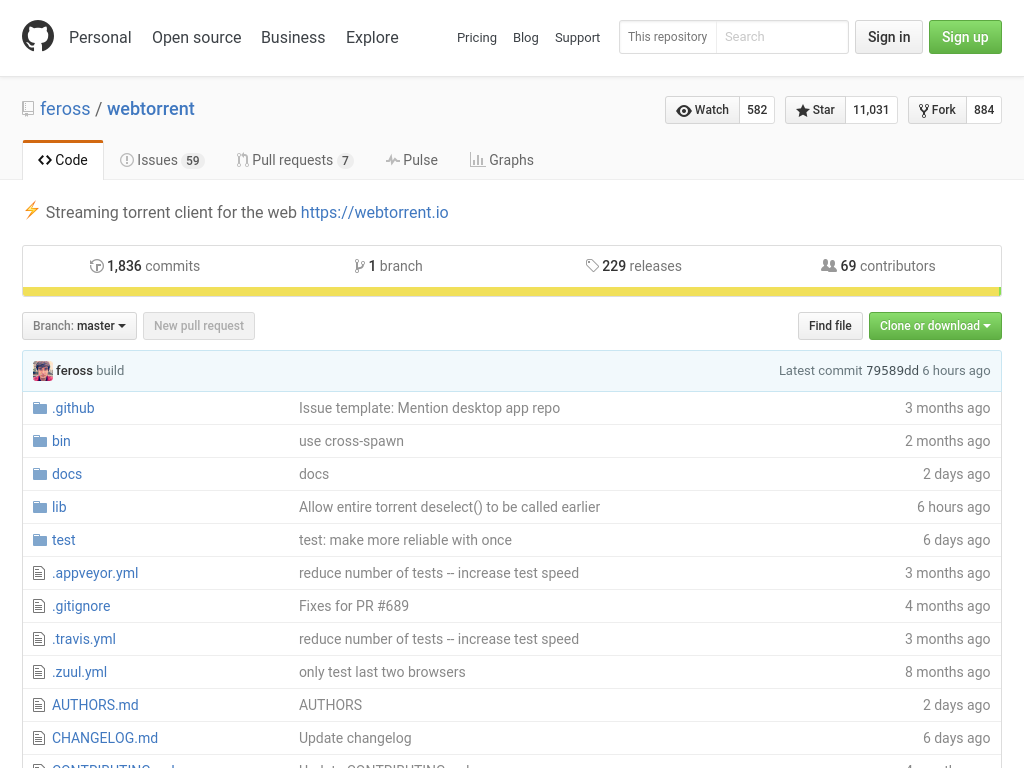 Personal Open source Business Explore Pricing Blog Support This repository Search Sign in Sign up
feross / webtorrent Watch 582 Star 11,031 Fork 884
Code Issues 59 Pull requests 7 Pulse Graphs
Streaming torrent client for the web https://webtorrent.io
1,836 commits 1 branch 229 releases 69 contributors
Branch: master New pull request Find file Clone or download
feross build Latest commit 79589dd 6 hours ago
.github Issue template: Mention desktop app repo 3 months ago
bin use cross-spawn 2 months ago
docs docs 2 days ago
lib Allow entire torrent deselect() to be called earlier 6 hours ago
test test: make more reliable with once 6 days ago
.appveyor.yml reduce number of tests -- increase test speed 3 months ago
.gitignore Fixes for PR #689 4 months ago
.travis.yml reduce number of tests -- increase test speed 3 months ago
.zuul.yml only test last two browsers 8 months ago
AUTHORS.md AUTHORS 2 days ago
CHANGELOG.md Update changelog 6 days ago